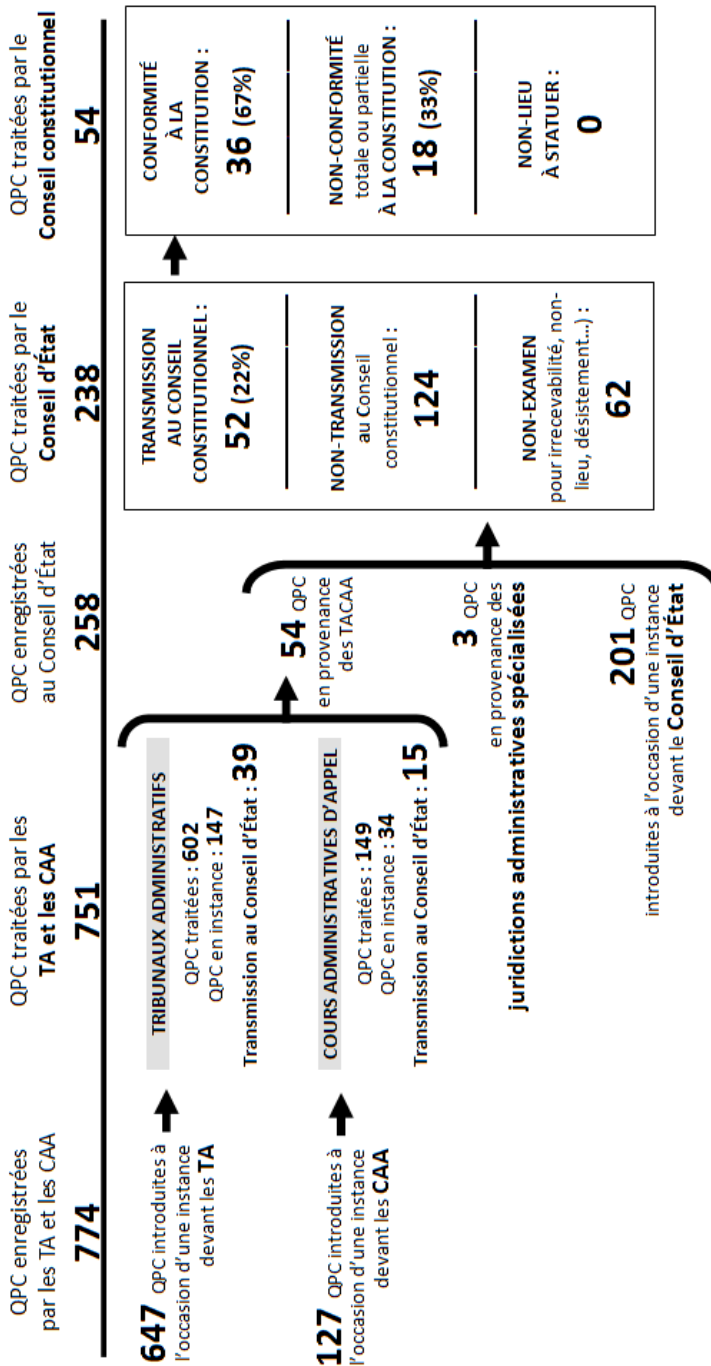 QPC enregistrées
par les TA et les CAA
774
QPC traitées par les
TA et les CAA
751
QPC enregistrées
au Conseil d'État
258
QPC traitées par le
Conseil d'État
238
QPC traitées par le
Conseil constitutionnel
54
647 QPC introduites à
l'occasion d'une instance
devant les TA
127 QPC introduites à
l'occasion d'une instance
devant les CAA
TRIBUNAUX ADMINISTRATIFS
QPC traitées : 602
QPC en instance : 147
Transmission au Conseil d'État : 39
COURS ADMINISTRATIVES D'APPEL
QPC traitées : 149
QPC en instance : 34
Transmission au Conseil d'État : 15
54 QPC
en provenance
des TACAA
3 QPC
en provenance des
juridictions administratives spécialisées
201 QPC
introduites à l'occasion d'une instance
devant le Conseil d'État
TRANSMISSION
AU CONSEIL
CONSTITUTIONNEL :
52 (22%)
NON-TRANSMISSION
au Conseil
constitutionnel :
124
NON-EXAMEN
pour irrecevabilité, non-
lieu, désistement...) :
62
CONFORMITÉ
À LA
CONSTITUTION :
36 (67%)
NON-CONFORMITÉ
totale ou partielle
À LA CONSTITUTION :
18 (33%)
NON-LIEU
À STATUER :
0